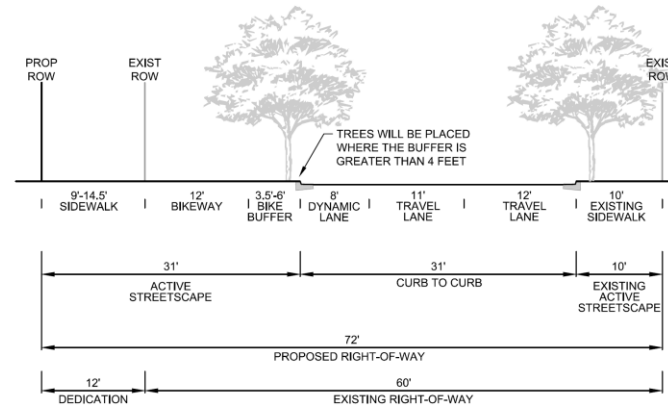 PROP
ROW
EXIST
ROW
EXIS
ROW
TREES WILL BE PLACED
WHERE THE BUFFER IS
GREATER THAN 4 FEET
9'-14.5'
SIDEWALK
12'
BIKEWAY
3.5'-6'
BIKE
BUFFER
8'
DYNAMIC
LANE
11'
TRAVEL
LANE
12'
TRAVEL
LANE
10'
EXISTING
SIDEWALK
31'
ACTIVE
STREETSCAPE
31'
CURB TO CURB
10'
EXISTING
ACTIVE
STREETSCAPE
72'
PROPOSED RIGHT-OF-WAY
12'
DEDICATION
60'
EXISTING RIGHT-OF-WAY